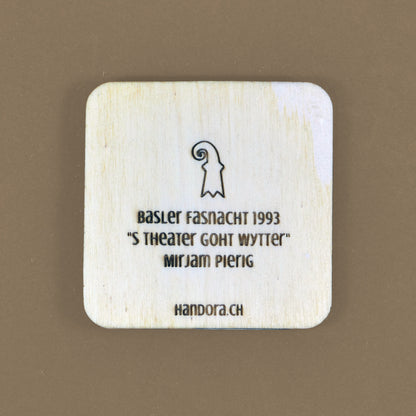 Basler Fasnacht 1993
"S Theater goht wytter"
Mirjam Pierig
Handora.ch